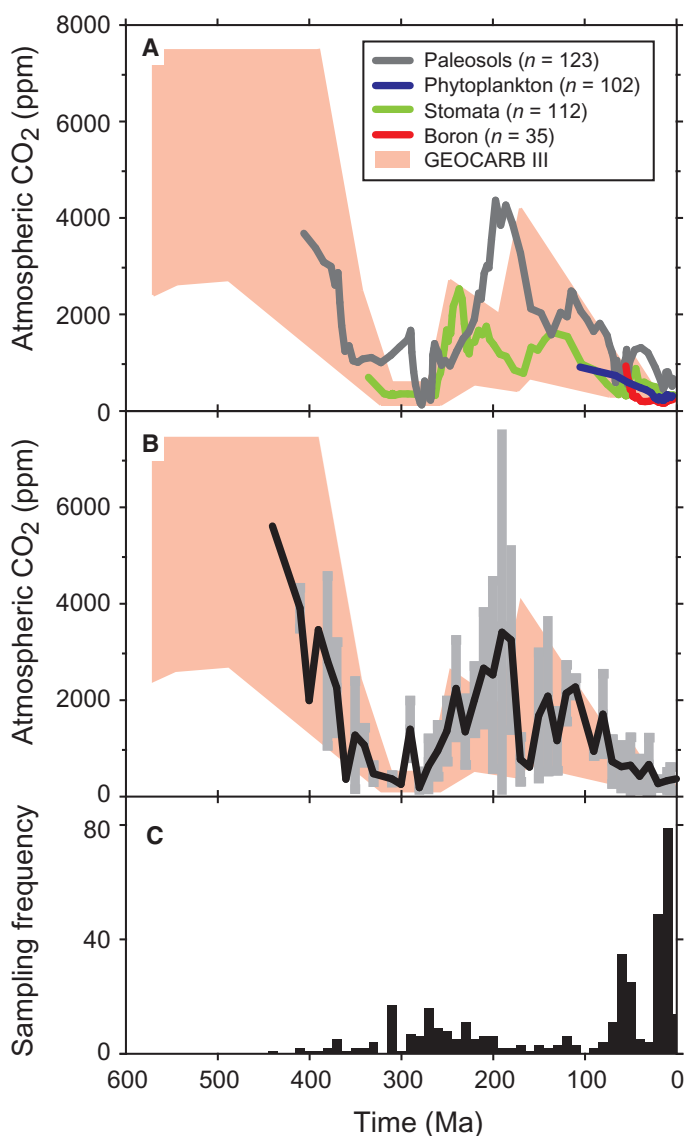 A
8000
6000
4000
2000
0
Atmospheric CO2 (ppm)
Paleosols (n = 123)
Phytoplankton (n = 102)
Stomata (n = 112)
Boron (n = 35)
GEOCARB III
B
6000
4000
2000
0
Atmospheric CO2 (ppm)
C
80
40
0
Sampling frequency
600 500 400 300 200 100 0
Time (Ma)